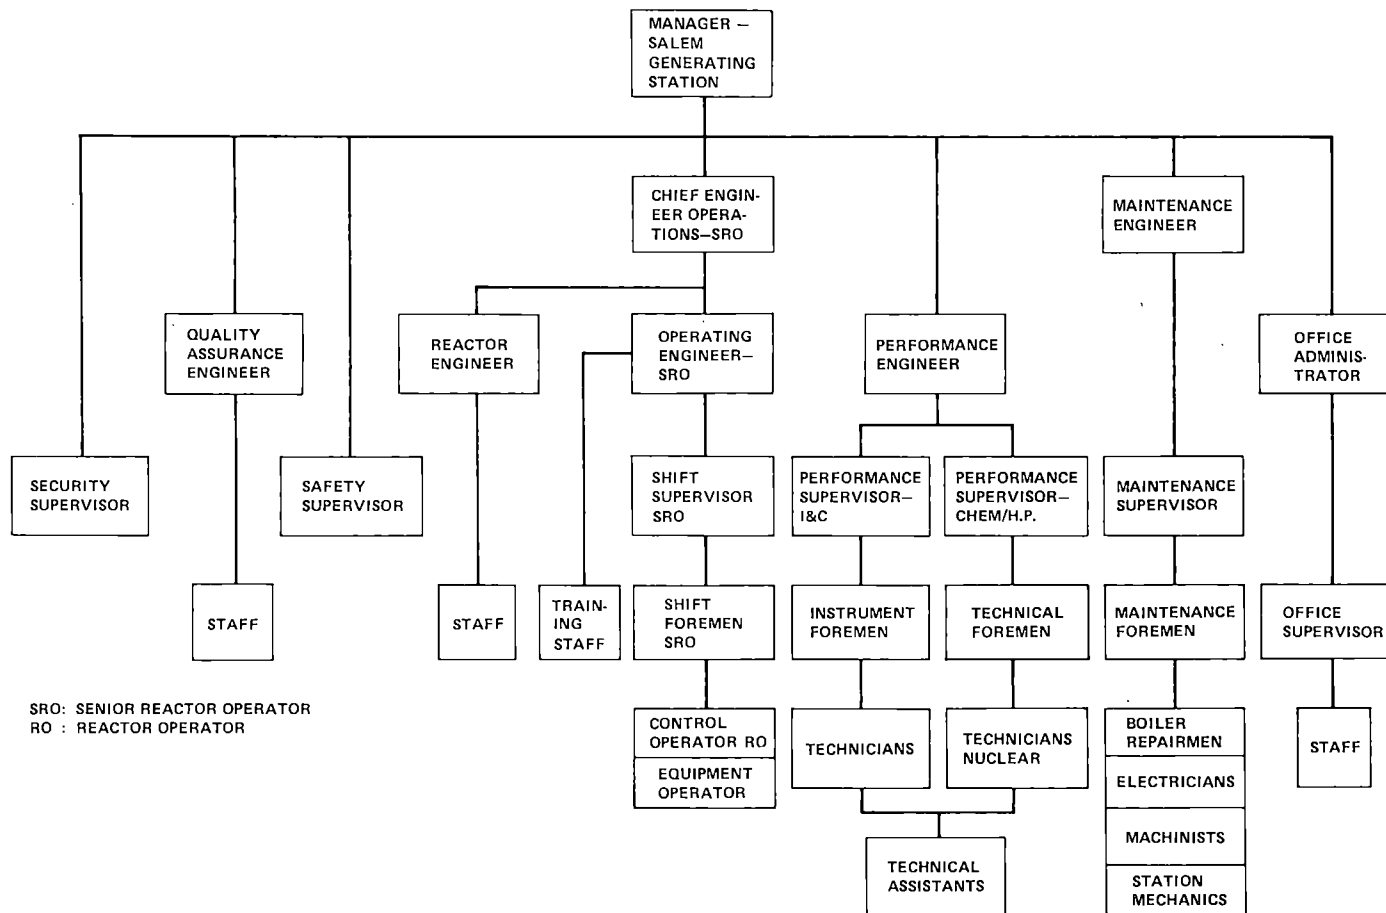 MANAGER –
SALEM
GENERATING
STATION
CHIEF ENGIN-
EER OPERA-
TIONS–SRO
MAINTENANCE
ENGINEER
QUALITY
ASSURANCE
ENGINEER
REACTOR
ENGINEER
OPERATING
ENGINEER–
SRO
PERFORMANCE
ENGINEER
OFFICE
ADMINIS-
TRATOR
SECURITY
SUPERVISOR
SAFETY
SUPERVISOR
SHIFT
SUPERVISOR
SRO
PERFORMANCE
SUPERVISOR–
I&C
PERFORMANCE
SUPERVISOR–
CHEM/H.P.
MAINTENANCE
SUPERVISOR
STAFF
STAFF
TRAIN-
ING
STAFF
SHIFT
FOREMEN
SRO
INSTRUMENT
FOREMEN
TECHNICAL
FOREMEN
MAINTENANCE
FOREMEN
OFFICE
SUPERVISOR
SRO: SENIOR REACTOR OPERATOR
RO : REACTOR OPERATOR
CONTROL
OPERATOR RO
EQUIPMENT
OPERATOR
TECHNICIANS
TECHNICIANS
NUCLEAR
BOILER
REPAIRMEN
ELECTRICIANS
MACHINISTS
STATION
MECHANICS
STAFF
TECHNICAL
ASSISTANTS